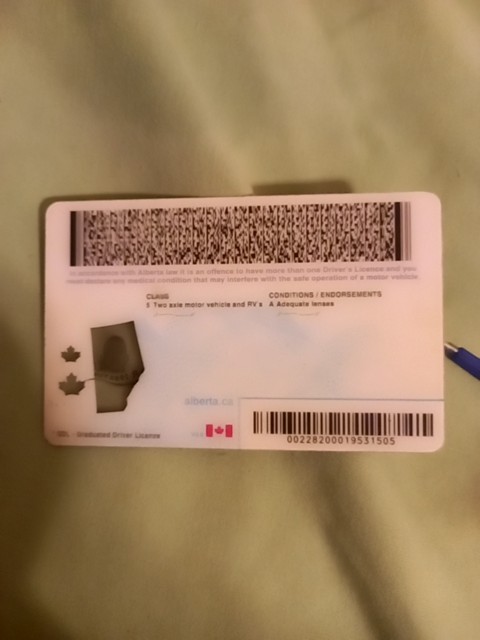 In accordance with Alberta law it is an offence to have more than one Driver's Licence and you
must declare any medical condition that may interfere with the safe operation of a motor vehicle
CLASS CONDITIONS / ENDORSEMENTS
5 Two axle motor vehicle and RV's A Adequate lenses
alberta.ca
GDL - Graduated Driver Licence
00228200019531505